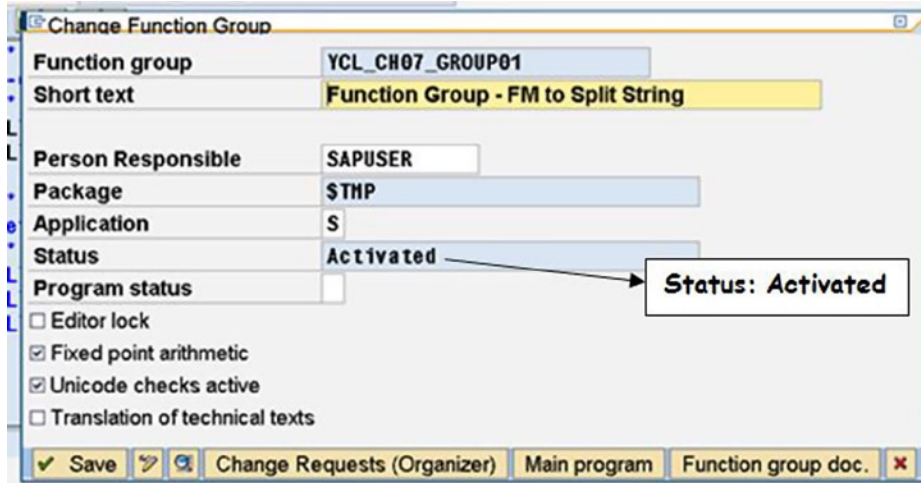 Change Function Group
Function group YCL_CH07_GROUP01
Short text Function Group - FM to Split String
Person Responsible SAPUSER
Package $TMP
Application S
Status Activated
Status: Activated
Program status
Editor lock
Fixed point arithmetic
Unicode checks active
Translation of technical texts
Save Change Requests (Organizer) Main program Function group doc.